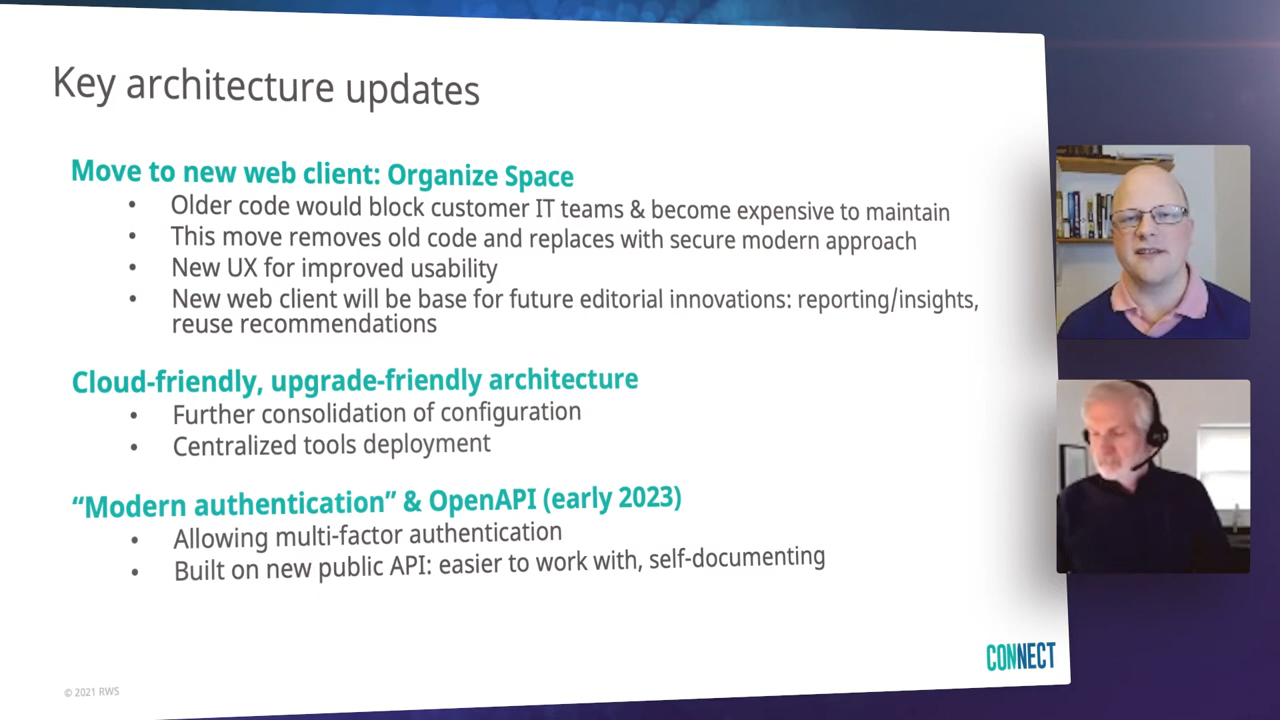 Key architecture updates
Move to new web client: Organize Space
• Older code would block customer IT teams & become expensive to maintain
• This move removes old code and replaces with secure modern approach
• New UX for improved usability
• New web client will be base for future editorial innovations: reporting/insights,
reuse recommendations
Cloud-friendly, upgrade-friendly architecture
• Further consolidation of configuration
• Centralized tools deployment
“Modern authentication” & OpenAPI (early 2023)
• Allowing multi-factor authentication
• Built on new public API: easier to work with, self-documenting
CONNECT
© 2021 RWS